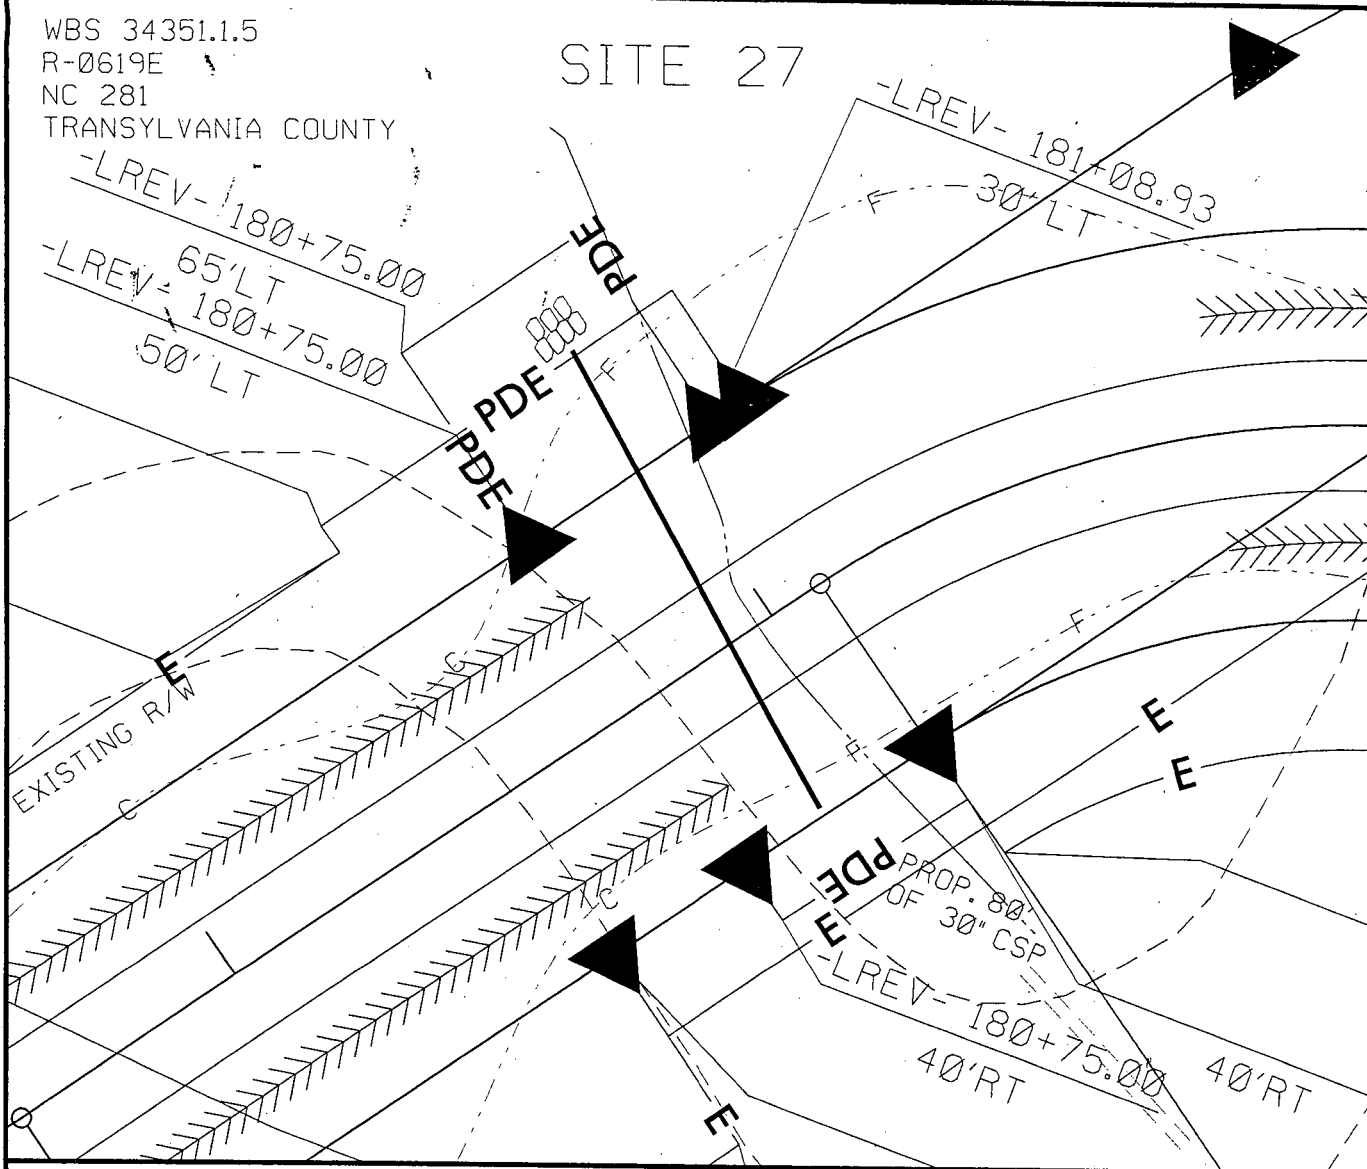 WBS 34351.1.5
R-0619E
NC 281
TRANSYLVANIA COUNTY
SITE 27
-LREV- 181+08.93
30' LT
-LREV- 180+75.00
65' LT
-LREV- 180+75.00
50' LT
PDE
PDE
PDE
F
F
E
EXISTING R/W
C
C
C
F
F
E
E
PDE
E
PROP. 80'
OF 30" CSP
-LREV- 180+75.00
40' RT
40' RT
E